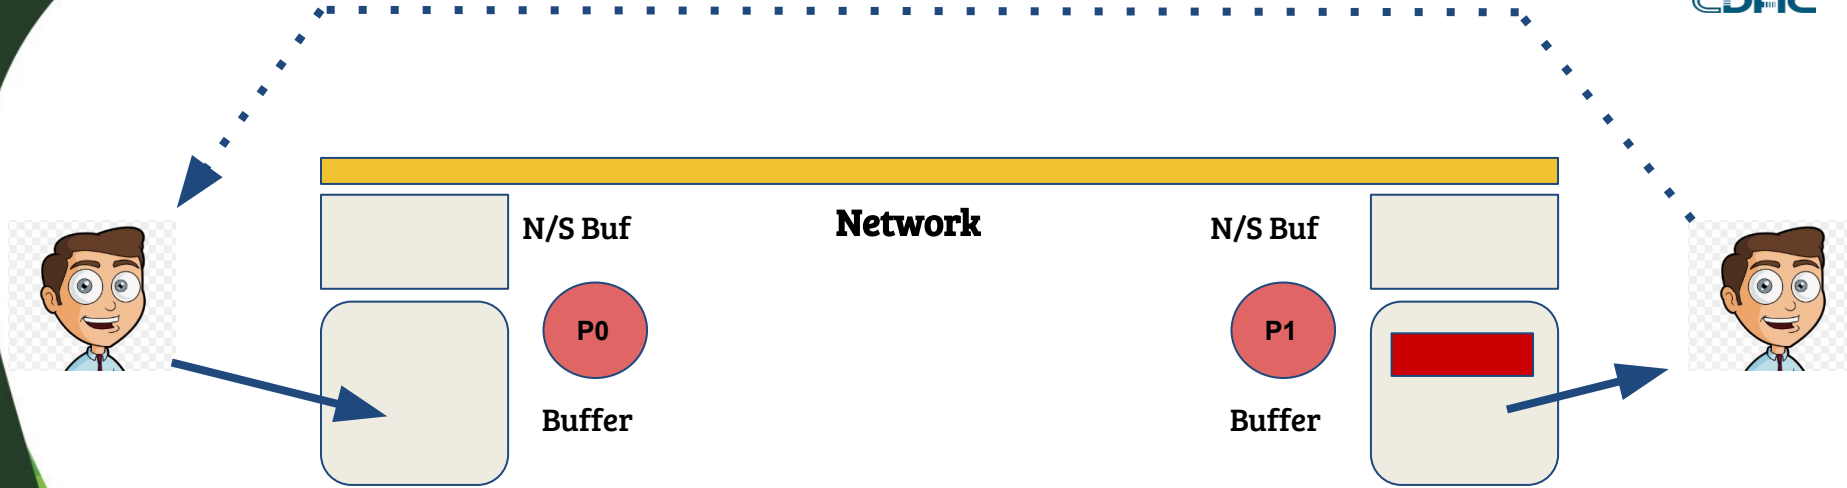 N/S Buf
Network
N/S Buf
P0
P1
Buffer
Buffer